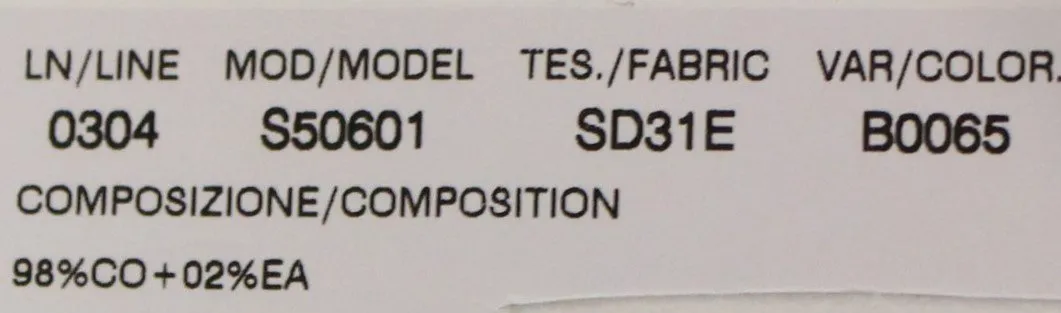 LN/LINE MOD/MODEL TES./FABRIC VAR/COLOR.
0304 S50601 SD31E B0065
COMPOSIZIONE/COMPOSITION
98%CO+02%EA